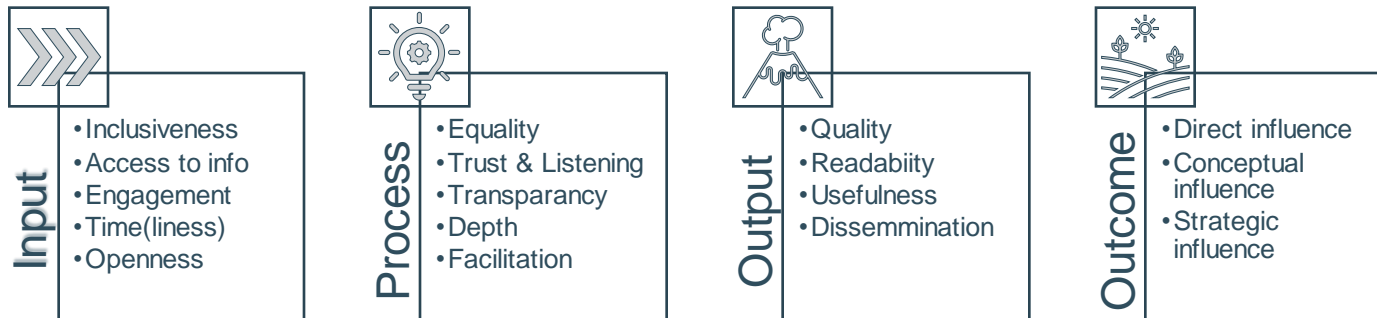 Input
•Inclusiveness
•Access to info
•Engagement
•Time(liness)
•Openness
Process
•Equality
•Trust & Listening
•Transparancy
•Depth
•Facilitation
Output
•Quality
•Readabiity
•Usefulness
•Dissemmination
Outcome
•Direct influence
•Conceptual
influence
•Strategic
influence